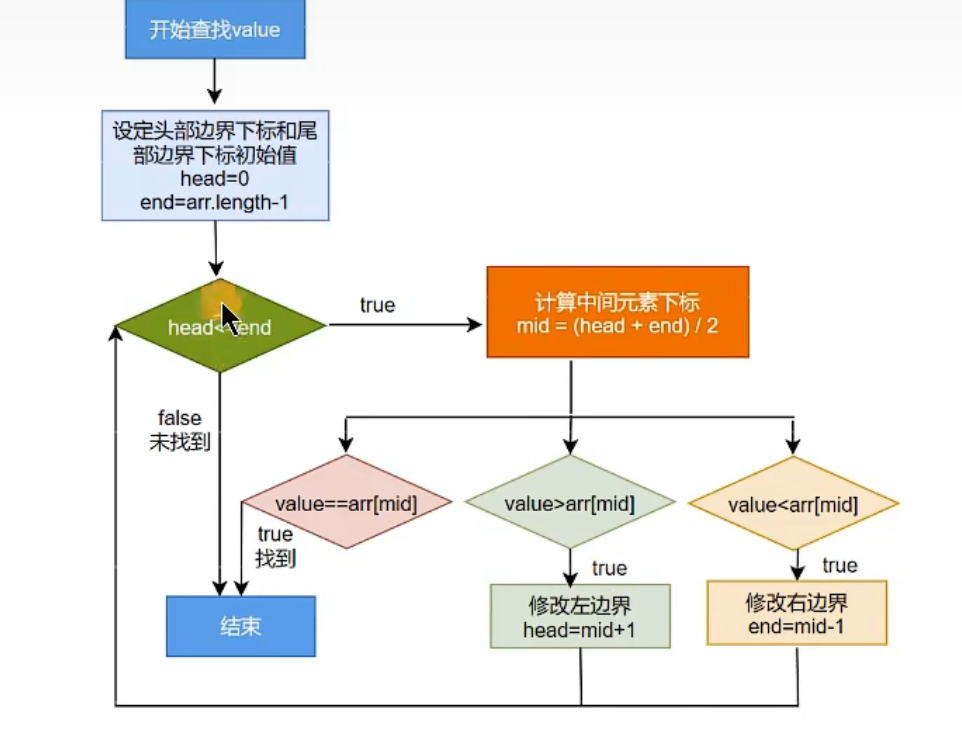 开始查找value
设定头部边界下标和尾
部边界下标初始值
head=0
end=arr.length-1
head<
end
true
计算中间元素下标
mid = (head + end) / 2
false
未找到
value==arr[mid]
value>arr[mid]
value<arr[mid]
true
找到
true
true
结束
修改左边界
head=mid+1
修改右边界
end=mid-1